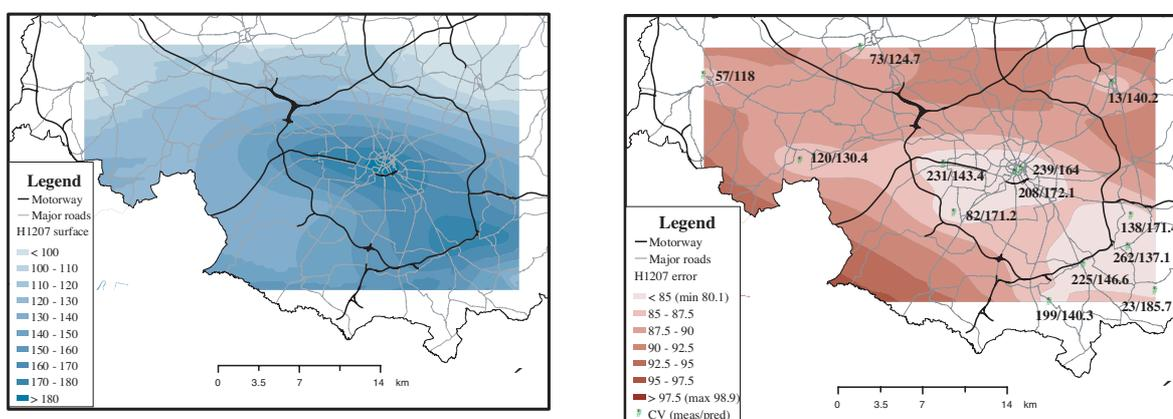 Legend
Motorway
Major roads
H1207 surface
< 100
100 - 110
110 - 120
120 - 130
130 - 140
140 - 150
150 - 160
160 - 170
170 - 180
> 180
0 3.5 7 14 km
73/124.7
57/118
13/140.2
120/130.4
239/164
231/143.4
208/172.1
82/171.2
138/171.4
262/137.1
225/146.6
23/185.7
199/140.3
Legend
Motorway
Major roads
H1207 error
< 85 (min 80.1)
85 - 87.5
87.5 - 90
90 - 92.5
92.5 - 95
95 - 97.5
> 97.5 (max 98.9)
CV (meas/pred)
0 3.5 7 14 km